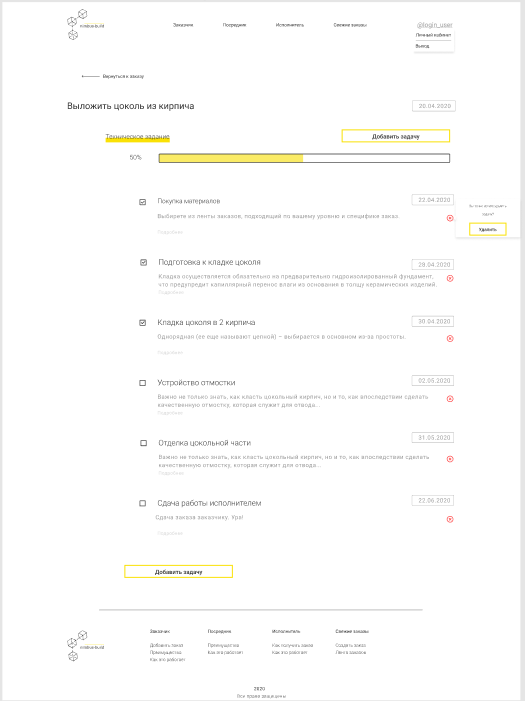 Заказчик Посредник Исполнитель Свежие заказы
@login_user
Личный кабинет
Выход
Вернуться к заказу
Выложить цоколь из кирпича
20.04.2020
Техническое задание
Добавить задачу
50%
Покупка материалов
22.04.2020
Выбирете из ленты заказов, подходящий по вашему уровню и специфике заказ.
Подробнее
Удалить
Подготовка к кладке цоколя
28.04.2020
Кладка осуществляется обязательно на предварительно гидроизолированный фундамент,
что предупредит капиллярный перенос влаги из основания в толщу керамических изделий.
Подробнее
Кладка цоколя в 2 кирпича
30.04.2020
Однорядная (ее еще называют цепной) – выбирается в основном из-за простоты.
Подробнее
Устройство отмостки
02.05.2020
Важно не только знать, как класть цокольный кирпич, но и то, как впоследствии сделать
качественную отмостку, которая служит для отвода...
Подробнее
Отделка цокольной части
31.05.2020
Важно не только знать, как класть цокольный кирпич, но и то, как впоследствии сделать
качественную отмостку, которая служит для отвода...
Подробнее
Сдача работы исполнителем
22.06.2020
Сдача заказа заказчику. Ура!
Подробнее
Добавить задачу
Заказчик Посредник Исполнитель Свежие заказы
Добавить заказ Преимущества Как получить заказ Создать заказ
Преимущества Как это работает Как это работает Лента заказов
Как это работает
2020
Все права защищены